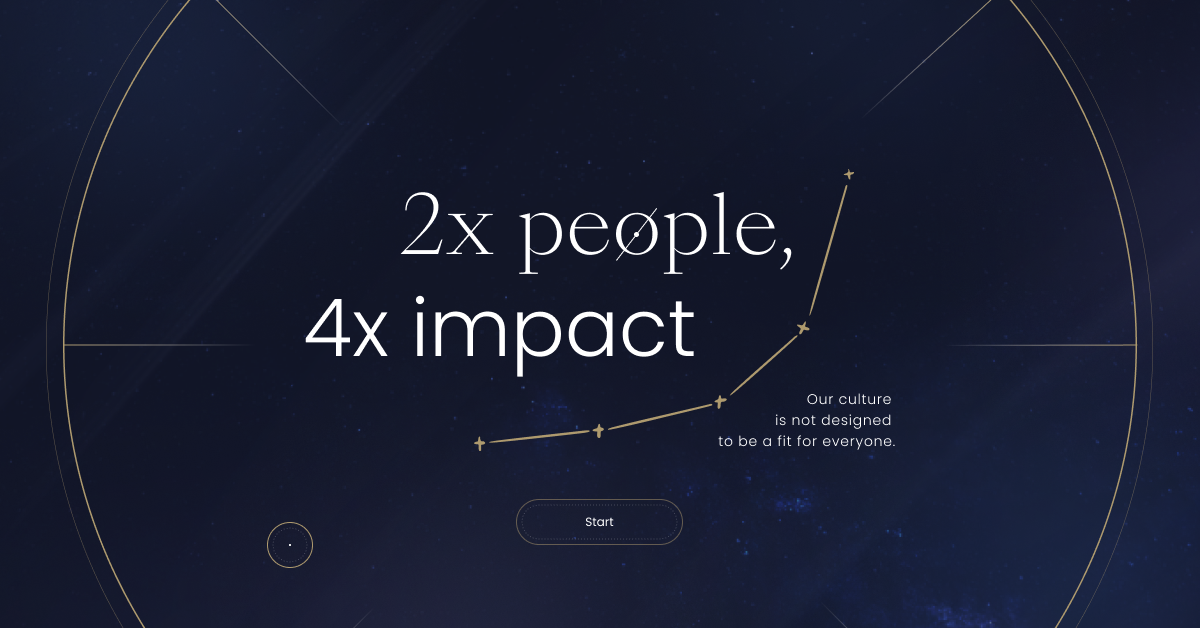 2x peøple,
4x impact
Our culture
is not designed
to be a fit for everyone.
Start